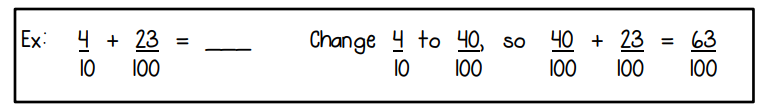 Ex: 4 + 23 = ____ Change 4 to 40, so 40 + 23 = 63
10 100 10 100 100 100 100